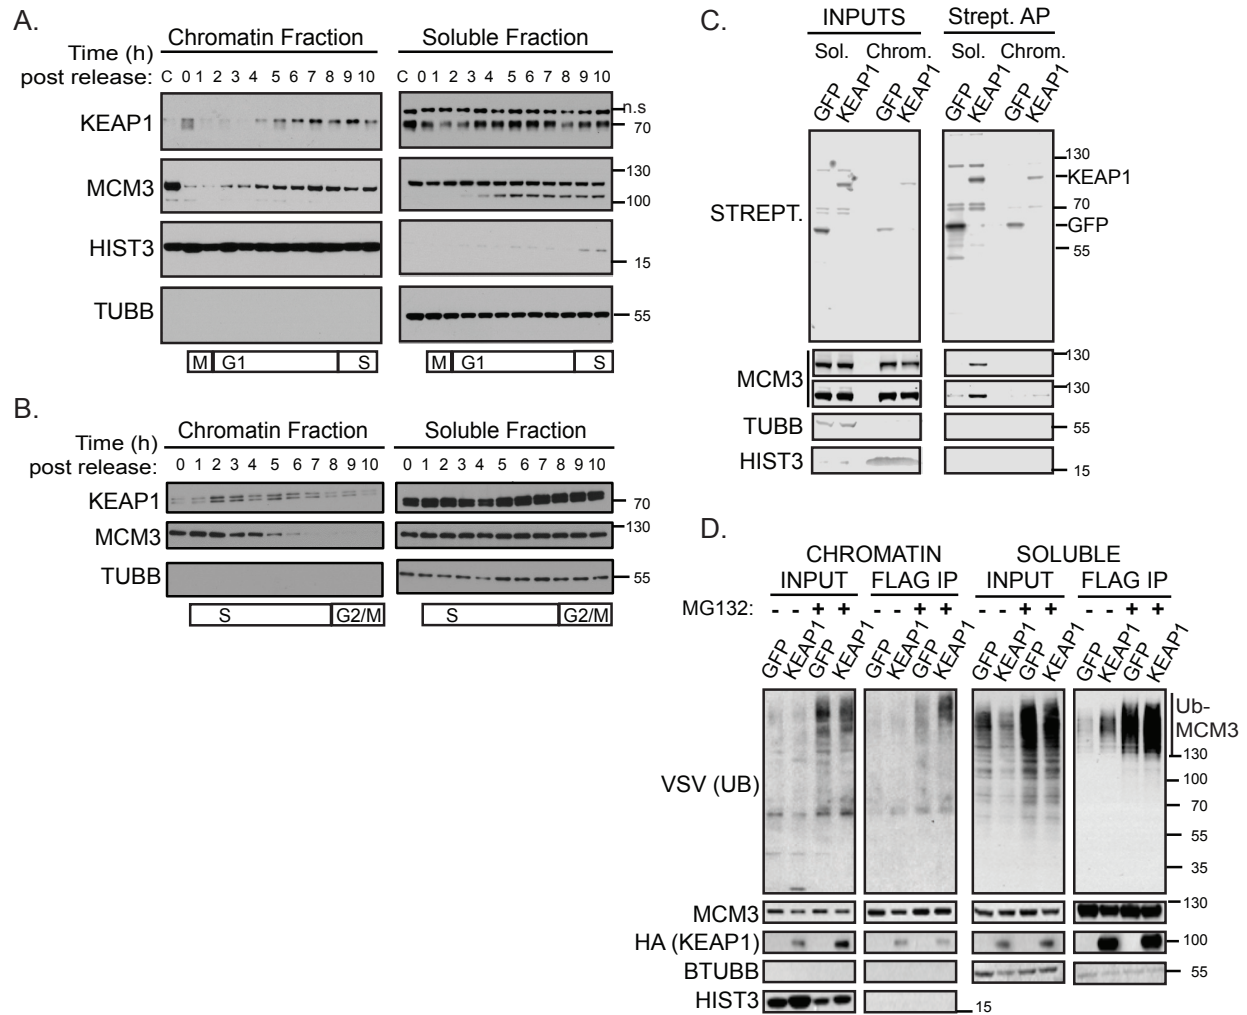 A.
Chromatin Fraction Soluble Fraction
Time (h)
post release: C 0 1 2 3 4 5 6 7 8 9 10 C 0 1 2 3 4 5 6 7 8 9 10
n.s
KEAP1 70
MCM3 130
100
HIST3 15
TUBB 55
M G1 S M G1 S
B.
Chromatin Fraction Soluble Fraction
Time (h)
post release: 0 1 2 3 4 5 6 7 8 9 10 0 1 2 3 4 5 6 7 8 9 10
KEAP1 70
MCM3 130
TUBB 55
S G2/M S G2/M
C.
INPUTS Strept. AP
Sol. Chrom. Sol. Chrom.
GFP KEAP1 GFP KEAP1 GFP KEAP1 GFP KEAP1
130
KEAP1
70
STREPT. GFP
55
130
MCM3 130
TUBB 55
HIST3 15
D.
CHROMATIN SOLUBLE
INPUT FLAG IP INPUT FLAG IP
MG132: - - + + - - + + - - + + - - + +
GFP KEAP1 GFP KEAP1 GFP KEAP1 GFP KEAP1 GFP KEAP1 GFP KEAP1 GFP KEAP1 GFP KEAP1
Ub-
MCM3
130
VSV (UB) 100
70
55
35
MCM3 130
HA (KEAP1) 100
BTUBB 55
HIST3 15